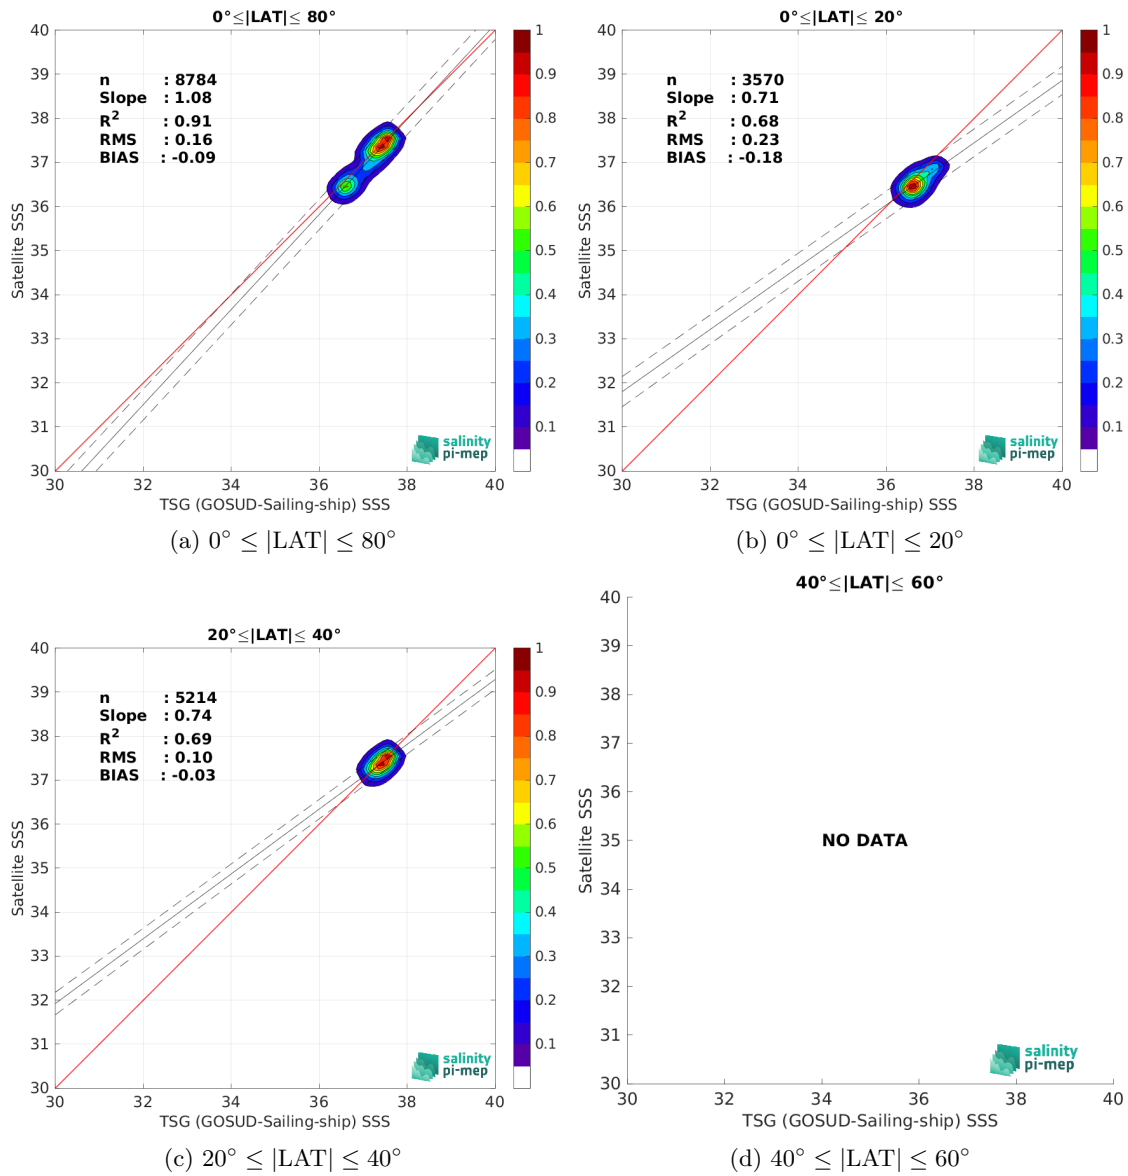 0°≤|LAT|≤ 80°
40
39
38
37
36
35
34
33
32
31
30
Satellite SSS
n : 8784
Slope : 1.08
R² : 0.91
RMS : 0.16
BIAS : -0.09
salinity
pi-mep
30 32 34 36 38 40
TSG (GOSUD-Sailing-ship) SSS
1
0.9
0.8
0.7
0.6
0.5
0.4
0.3
0.2
0.1
(a) 0° ≤ |LAT| ≤ 80°
0°≤|LAT|≤ 20°
40
39
38
37
36
35
34
33
32
31
30
Satellite SSS
n : 3570
Slope : 0.71
R² : 0.68
RMS : 0.23
BIAS : -0.18
salinity
pi-mep
30 32 34 36 38 40
TSG (GOSUD-Sailing-ship) SSS
1
0.9
0.8
0.7
0.6
0.5
0.4
0.3
0.2
0.1
(b) 0° ≤ |LAT| ≤ 20°
20°≤|LAT|≤ 40°
40
39
38
37
36
35
34
33
32
31
30
Satellite SSS
n : 5214
Slope : 0.74
R² : 0.69
RMS : 0.10
BIAS : -0.03
salinity
pi-mep
30 32 34 36 38 40
TSG (GOSUD-Sailing-ship) SSS
1
0.9
0.8
0.7
0.6
0.5
0.4
0.3
0.2
0.1
(c) 20° ≤ |LAT| ≤ 40°
40°≤|LAT|≤ 60°
40
39
38
37
36
35
34
33
32
31
30
Satellite SSS
NO DATA
salinity
pi-mep
30 32 34 36 38 40
TSG (GOSUD-Sailing-ship) SSS
(d) 40° ≤ |LAT| ≤ 60°